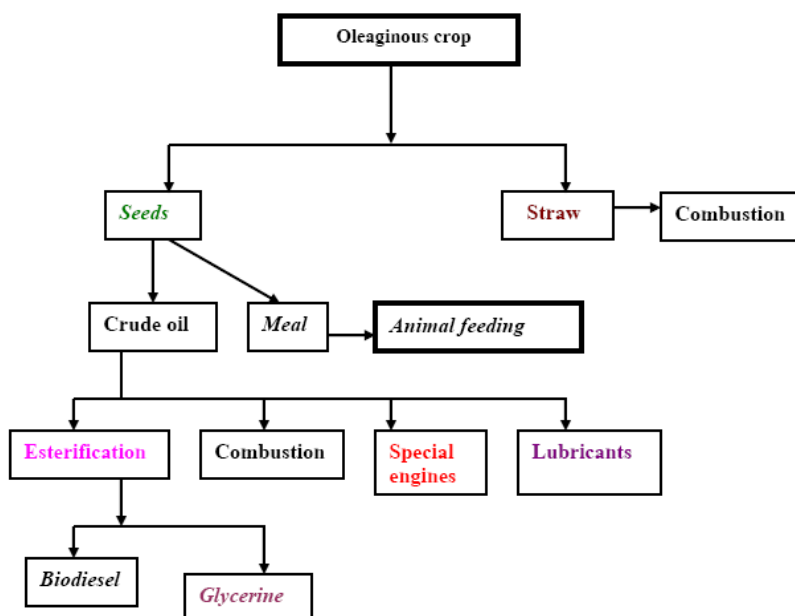 Oleaginous crop
Seeds
Straw
Combustion
Crude oil
Meal
Animal feeding
Esterification
Combustion
Special
engines
Lubricants
Biodiesel
Glycerine